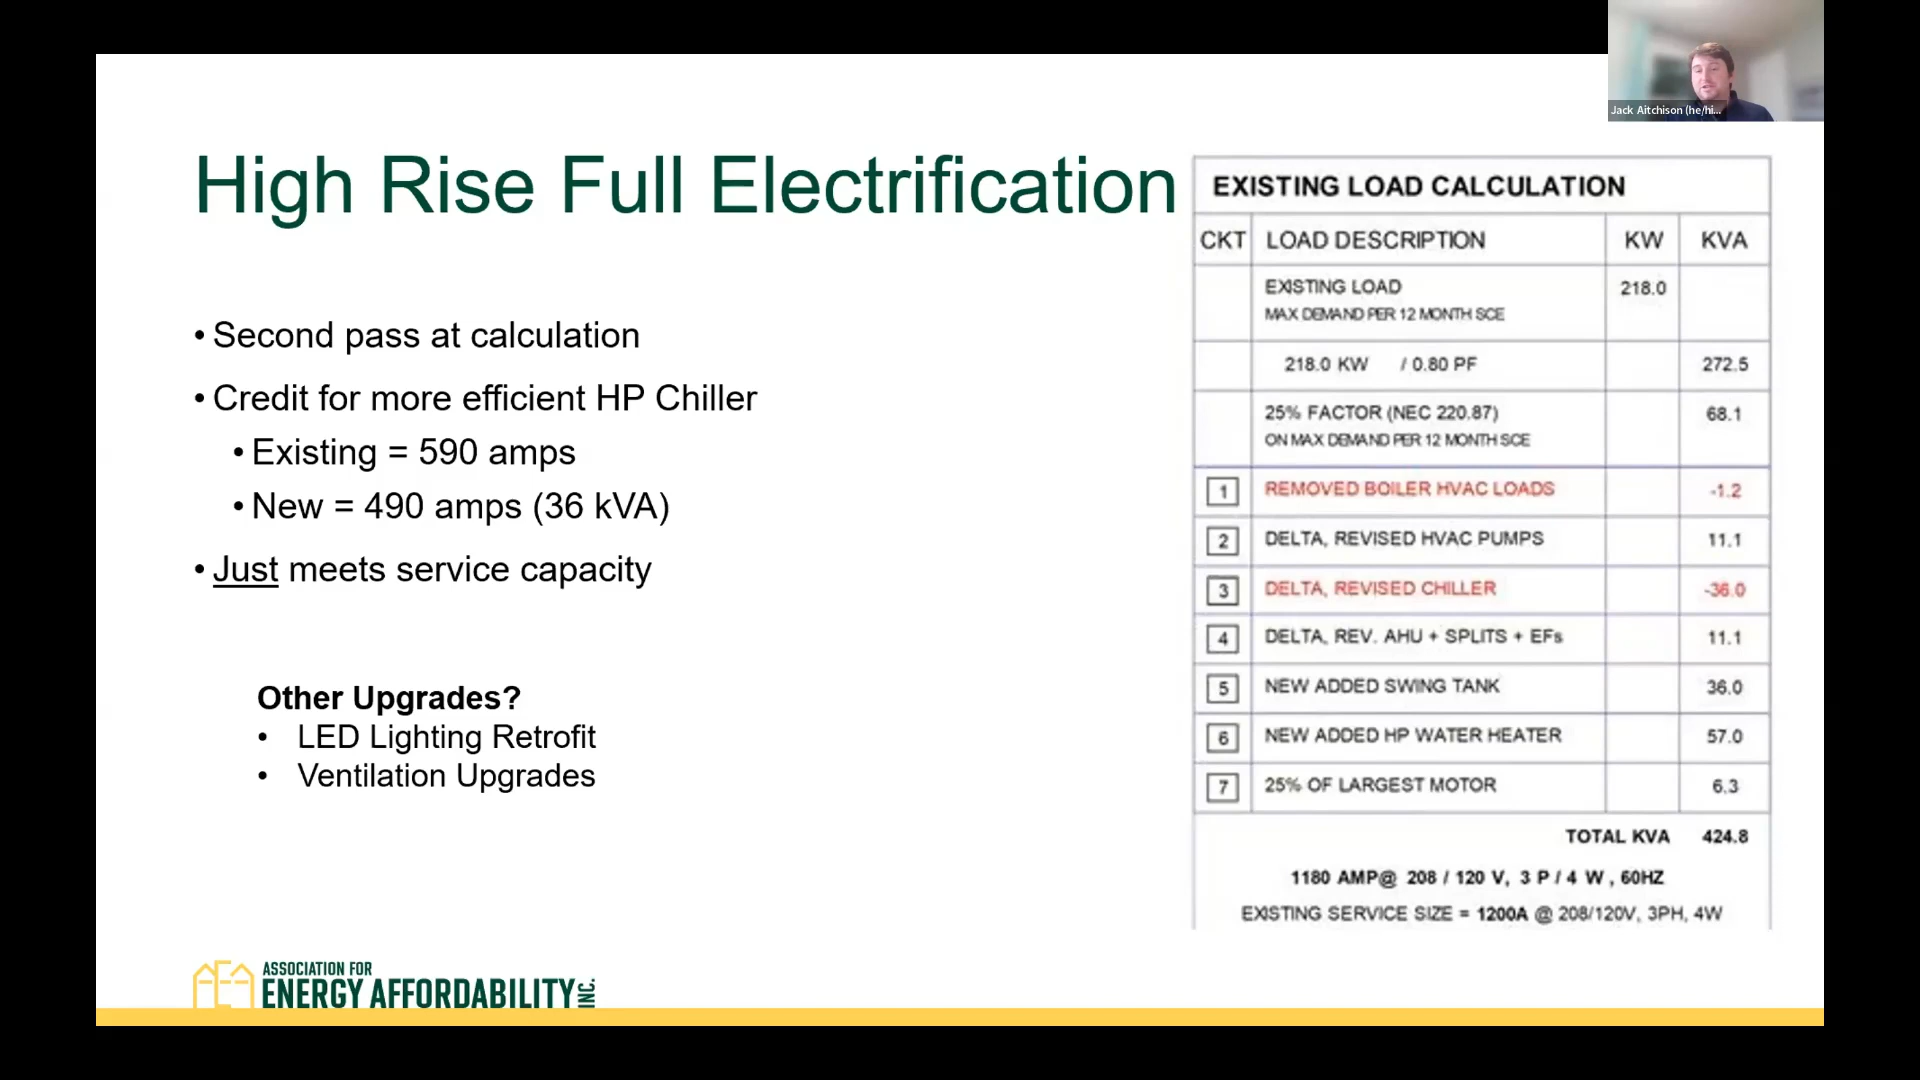 Jack Aitchison (he/hi...
High Rise Full Electrification
• Second pass at calculation
• Credit for more efficient HP Chiller
• Existing = 590 amps
• New = 490 amps (36 kVA)
• Just meets service capacity
Other Upgrades?
• LED Lighting Retrofit
• Ventilation Upgrades
EXISTING LOAD CALCULATION
CKT LOAD DESCRIPTION KW KVA
EXISTING LOAD 218.0
MAX DEMAND PER 12 MONTH SCE
218.0 KW / 0.80 PF 272.5
25% FACTOR (NEC 220.87) 68.1
ON MAX DEMAND PER 12 MONTH SCE
1 REMOVED BOILER HVAC LOADS -1.2
2 DELTA, REVISED HVAC PUMPS 11.1
3 DELTA, REVISED CHILLER -36.0
4 DELTA, REV. AHU + SPLITS + EFs 11.1
5 NEW ADDED SWING TANK 36.0
6 NEW ADDED HP WATER HEATER 57.0
7 25% OF LARGEST MOTOR 6.3
TOTAL KVA 424.8
1180 AMP@ 208 / 120 V, 3 P / 4 W , 60HZ
EXISTING SERVICE SIZE = 1200A @ 208/120V, 3PH, 4W
ASSOCIATION FOR
ENERGY AFFORDABILITY INC.